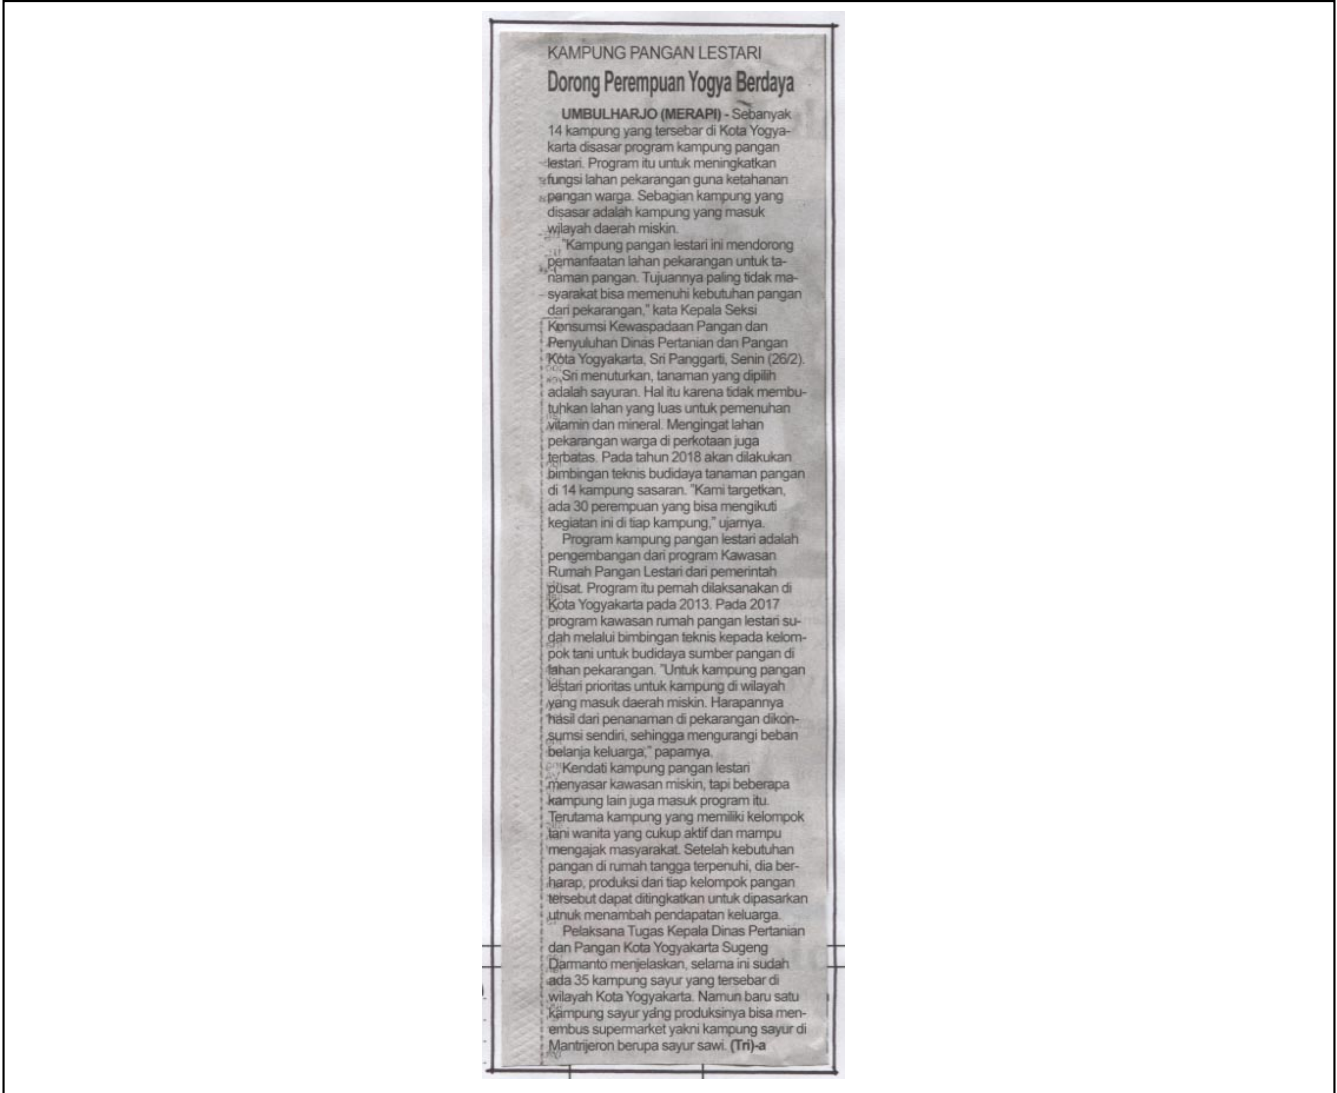 KAMPUNG PANGAN LESTARI
Dorong Perempuan Yogya Berdaya
UMBULHARJO (MERAPI) - Sebanyak
14 kampung yang tersebar di Kota Yogya-
karta disasar program kampung pangan
lestari. Program itu untuk meningkatkan
fungsi lahan pekarangan guna ketahanan
pangan warga. Sebagian kampung yang
disasar adalah kampung yang masuk
wilayah daerah miskin.
"Kampung pangan lestari ini mendorong
pemanfaatan lahan pekarangan untuk ta-
naman pangan. Tujuannya paling tidak ma-
syarakat bisa memenuhi kebutuhan pangan
dari pekarangan," kata Kepala Seksi
Konsumsi Kewaspadaan Pangan dan
Penyuluhan Dinas Pertanian dan Pangan
Kota Yogyakarta, Sri Panggarti, Senin (26/2).
Sri menuturkan, tanaman yang dipilih
adalah sayuran. Hal itu karena tidak membu-
tuhkan lahan yang luas untuk pemenuhan
vitamin dan mineral. Mengingat lahan
pekarangan warga di perkotaan juga
terbatas. Pada tahun 2018 akan dilakukan
bimbingan teknis budidaya tanaman pangan
di 14 kampung sasaran. "Kami targetkan,
ada 30 perempuan yang bisa mengikuti
kegiatan ini di tiap kampung," ujarnya.
Program kampung pangan lestari adalah
pengembangan dari program Kawasan
Rumah Pangan Lestari dari pemerintah
pusat. Program itu pernah dilaksanakan di
Kota Yogyakarta pada 2013. Pada 2017
program kawasan rumah pangan lestari su-
dah melalui bimbingan teknis kepada kelom-
pok tani untuk budidaya sumber pangan di
lahan pekarangan. "Untuk kampung pangan
lestari prioritas untuk kampung di wilayah
yang masuk daerah miskin. Harapannya
hasil dari penanaman di pekarangan dikon-
sumsi sendiri, sehingga mengurangi beban
belanja keluarga," paparnya.
Kendati kampung pangan lestari
menyasar kawasan miskin, tapi beberapa
kampung lain juga masuk program itu.
Terutama kampung yang memiliki kelompok
tani wanita yang cukup aktif dan mampu
mengajak masyarakat. Setelah kebutuhan
pangan di rumah tangga terpenuhi, dia ber-
harap, produksi dari tiap kelompok pangan
tersebut dapat ditingkatkan untuk dipasarkan
utnuk menambah pendapatan keluarga.
Pelaksana Tugas Kepala Dinas Pertanian
dan Pangan Kota Yogyakarta Sugeng
Darmanto menjelaskan, selama ini sudah
ada 35 kampung sayur yang tersebar di
wilayah Kota Yogyakarta. Namun baru satu
kampung sayur yang produksinya bisa men-
embus supermarket yakni kampung sayur di
Mantrijeron berupa sayur sawi. (Tri)-a